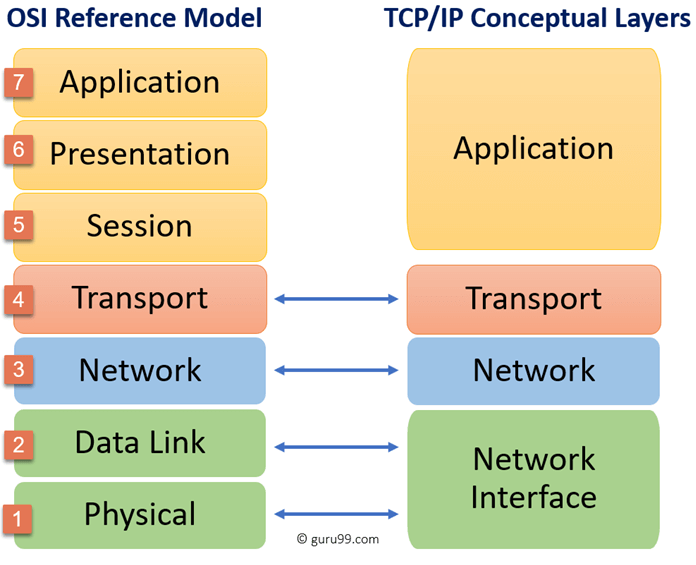 OSI Reference Model
TCP/IP Conceptual Layers
7 Application
6 Presentation
5 Session
Application
4 Transport
Transport
3 Network
Network
2 Data Link
1 Physical
Network
Interface
© guru99.com